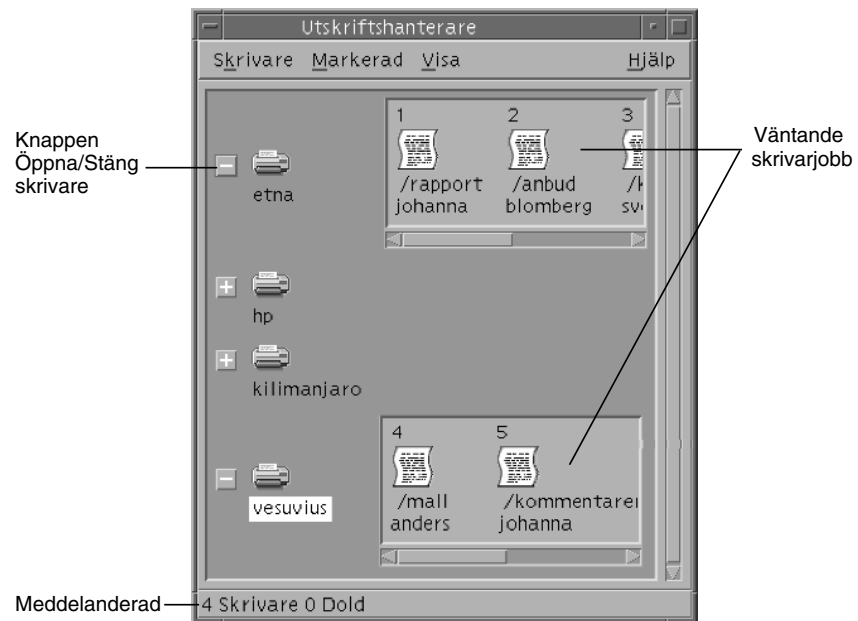 Utskriftshanterare
Skrivare Markerad Visa Hjälp
Knappen
Öppna/Stäng
skrivare
Väntande
skrivarjobb
1 2 3
/rapport /anbud
johanna blomberg
etna
hp
kilimanjaro
4 5
/mall
anders johanna
vesuvius
Meddelanderad
4 Skrivare 0 Dold